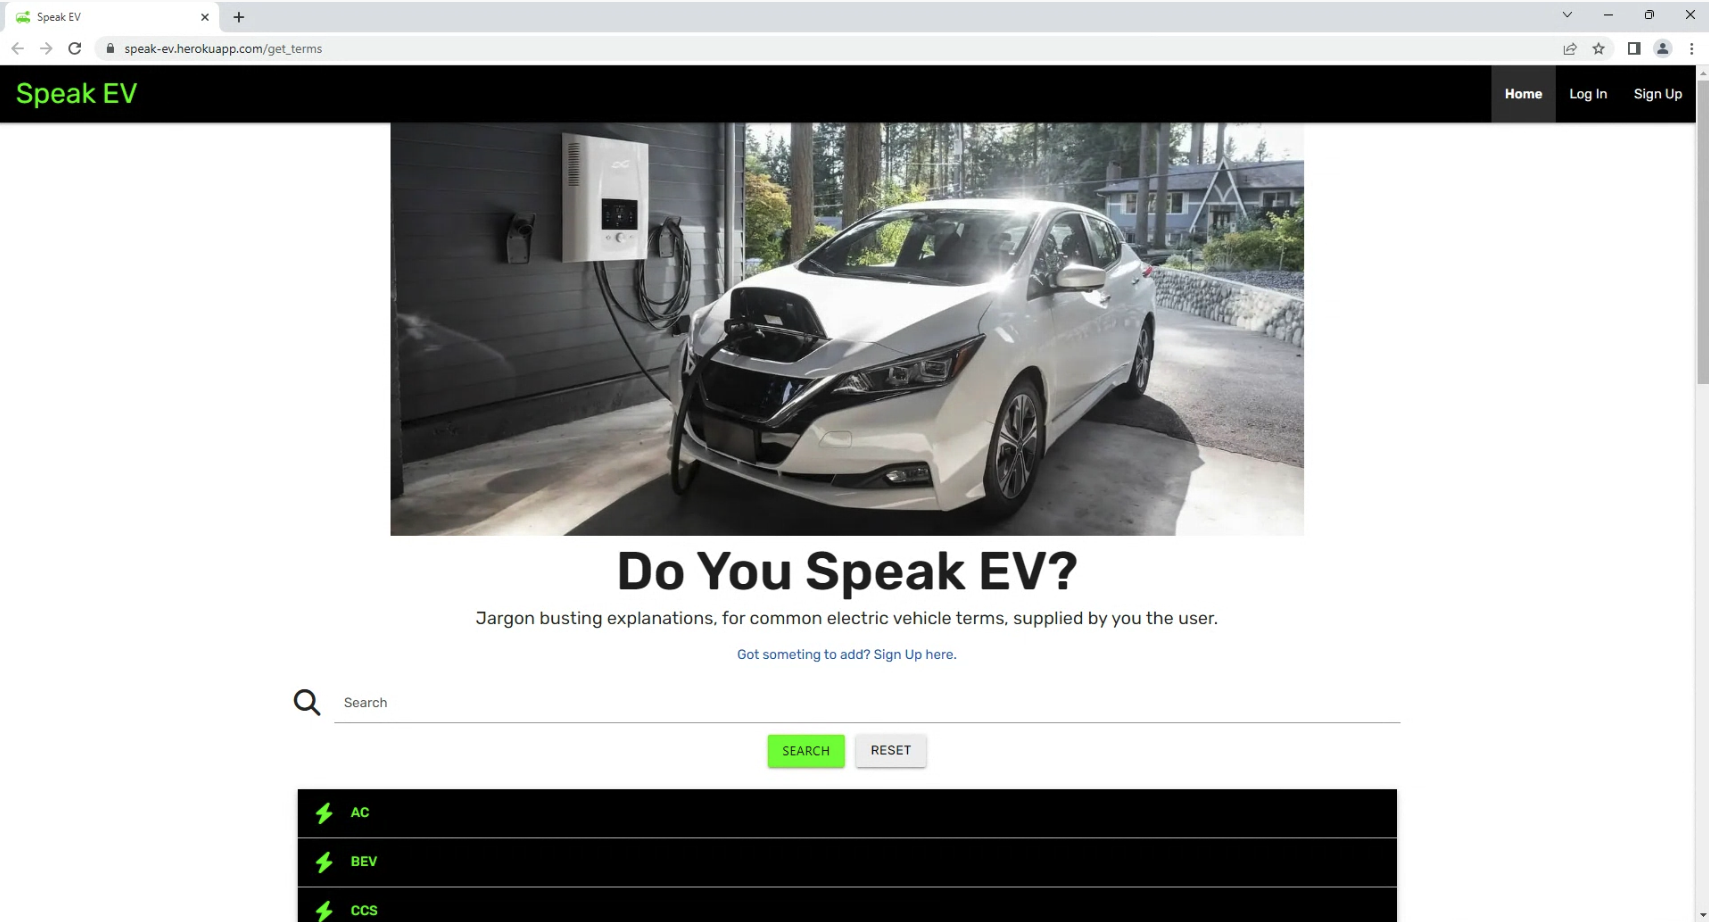 Speak EV
speak-ev.herokuapp.com/get_terms
Speak EV
Home Log In Sign Up
Do You Speak EV?
Jargon busting explanations, for common electric vehicle terms, supplied by you the user.
Got someting to add? Sign Up here.
Search
SEARCH RESET
AC
BEV
CCS